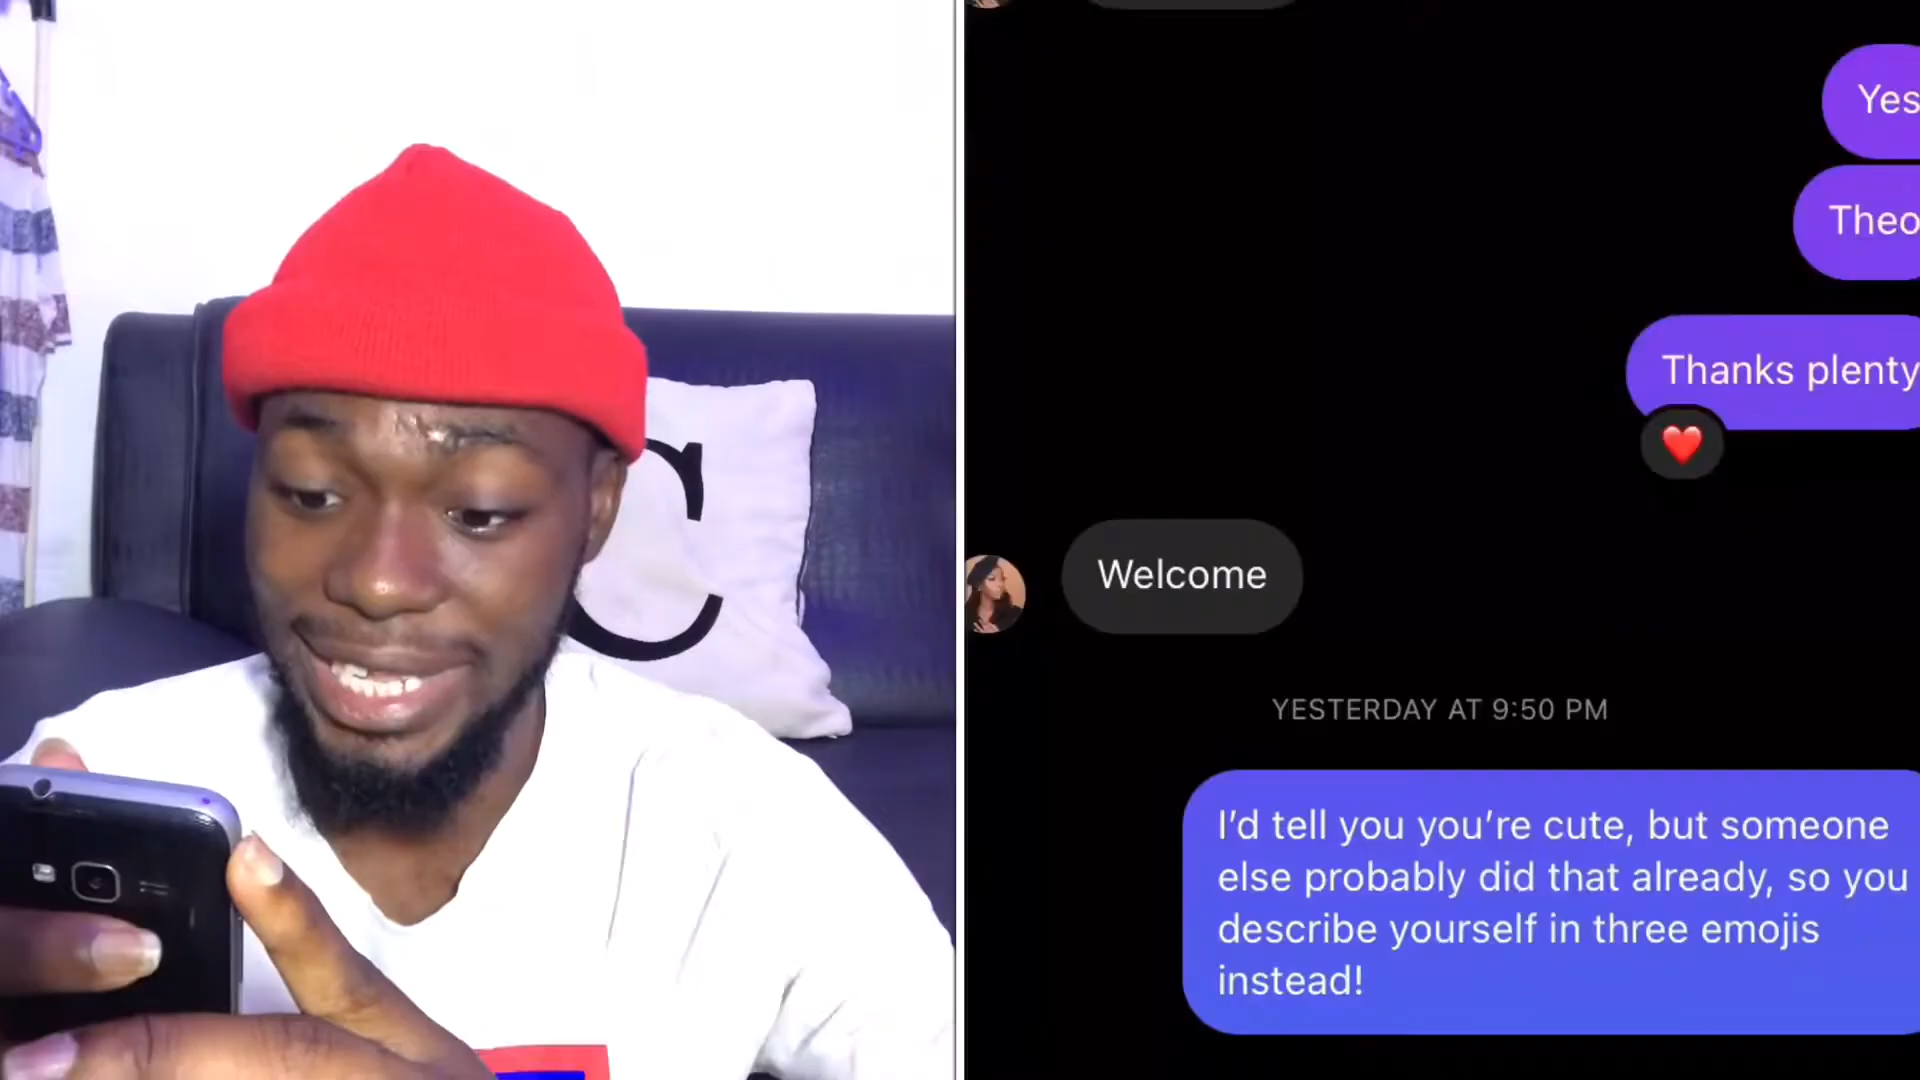 Yes
Theo
Thanks plenty
Welcome
YESTERDAY AT 9:50 PM
I’d tell you you’re cute, but someone
else probably did that already, so you
describe yourself in three emojis
instead!
C